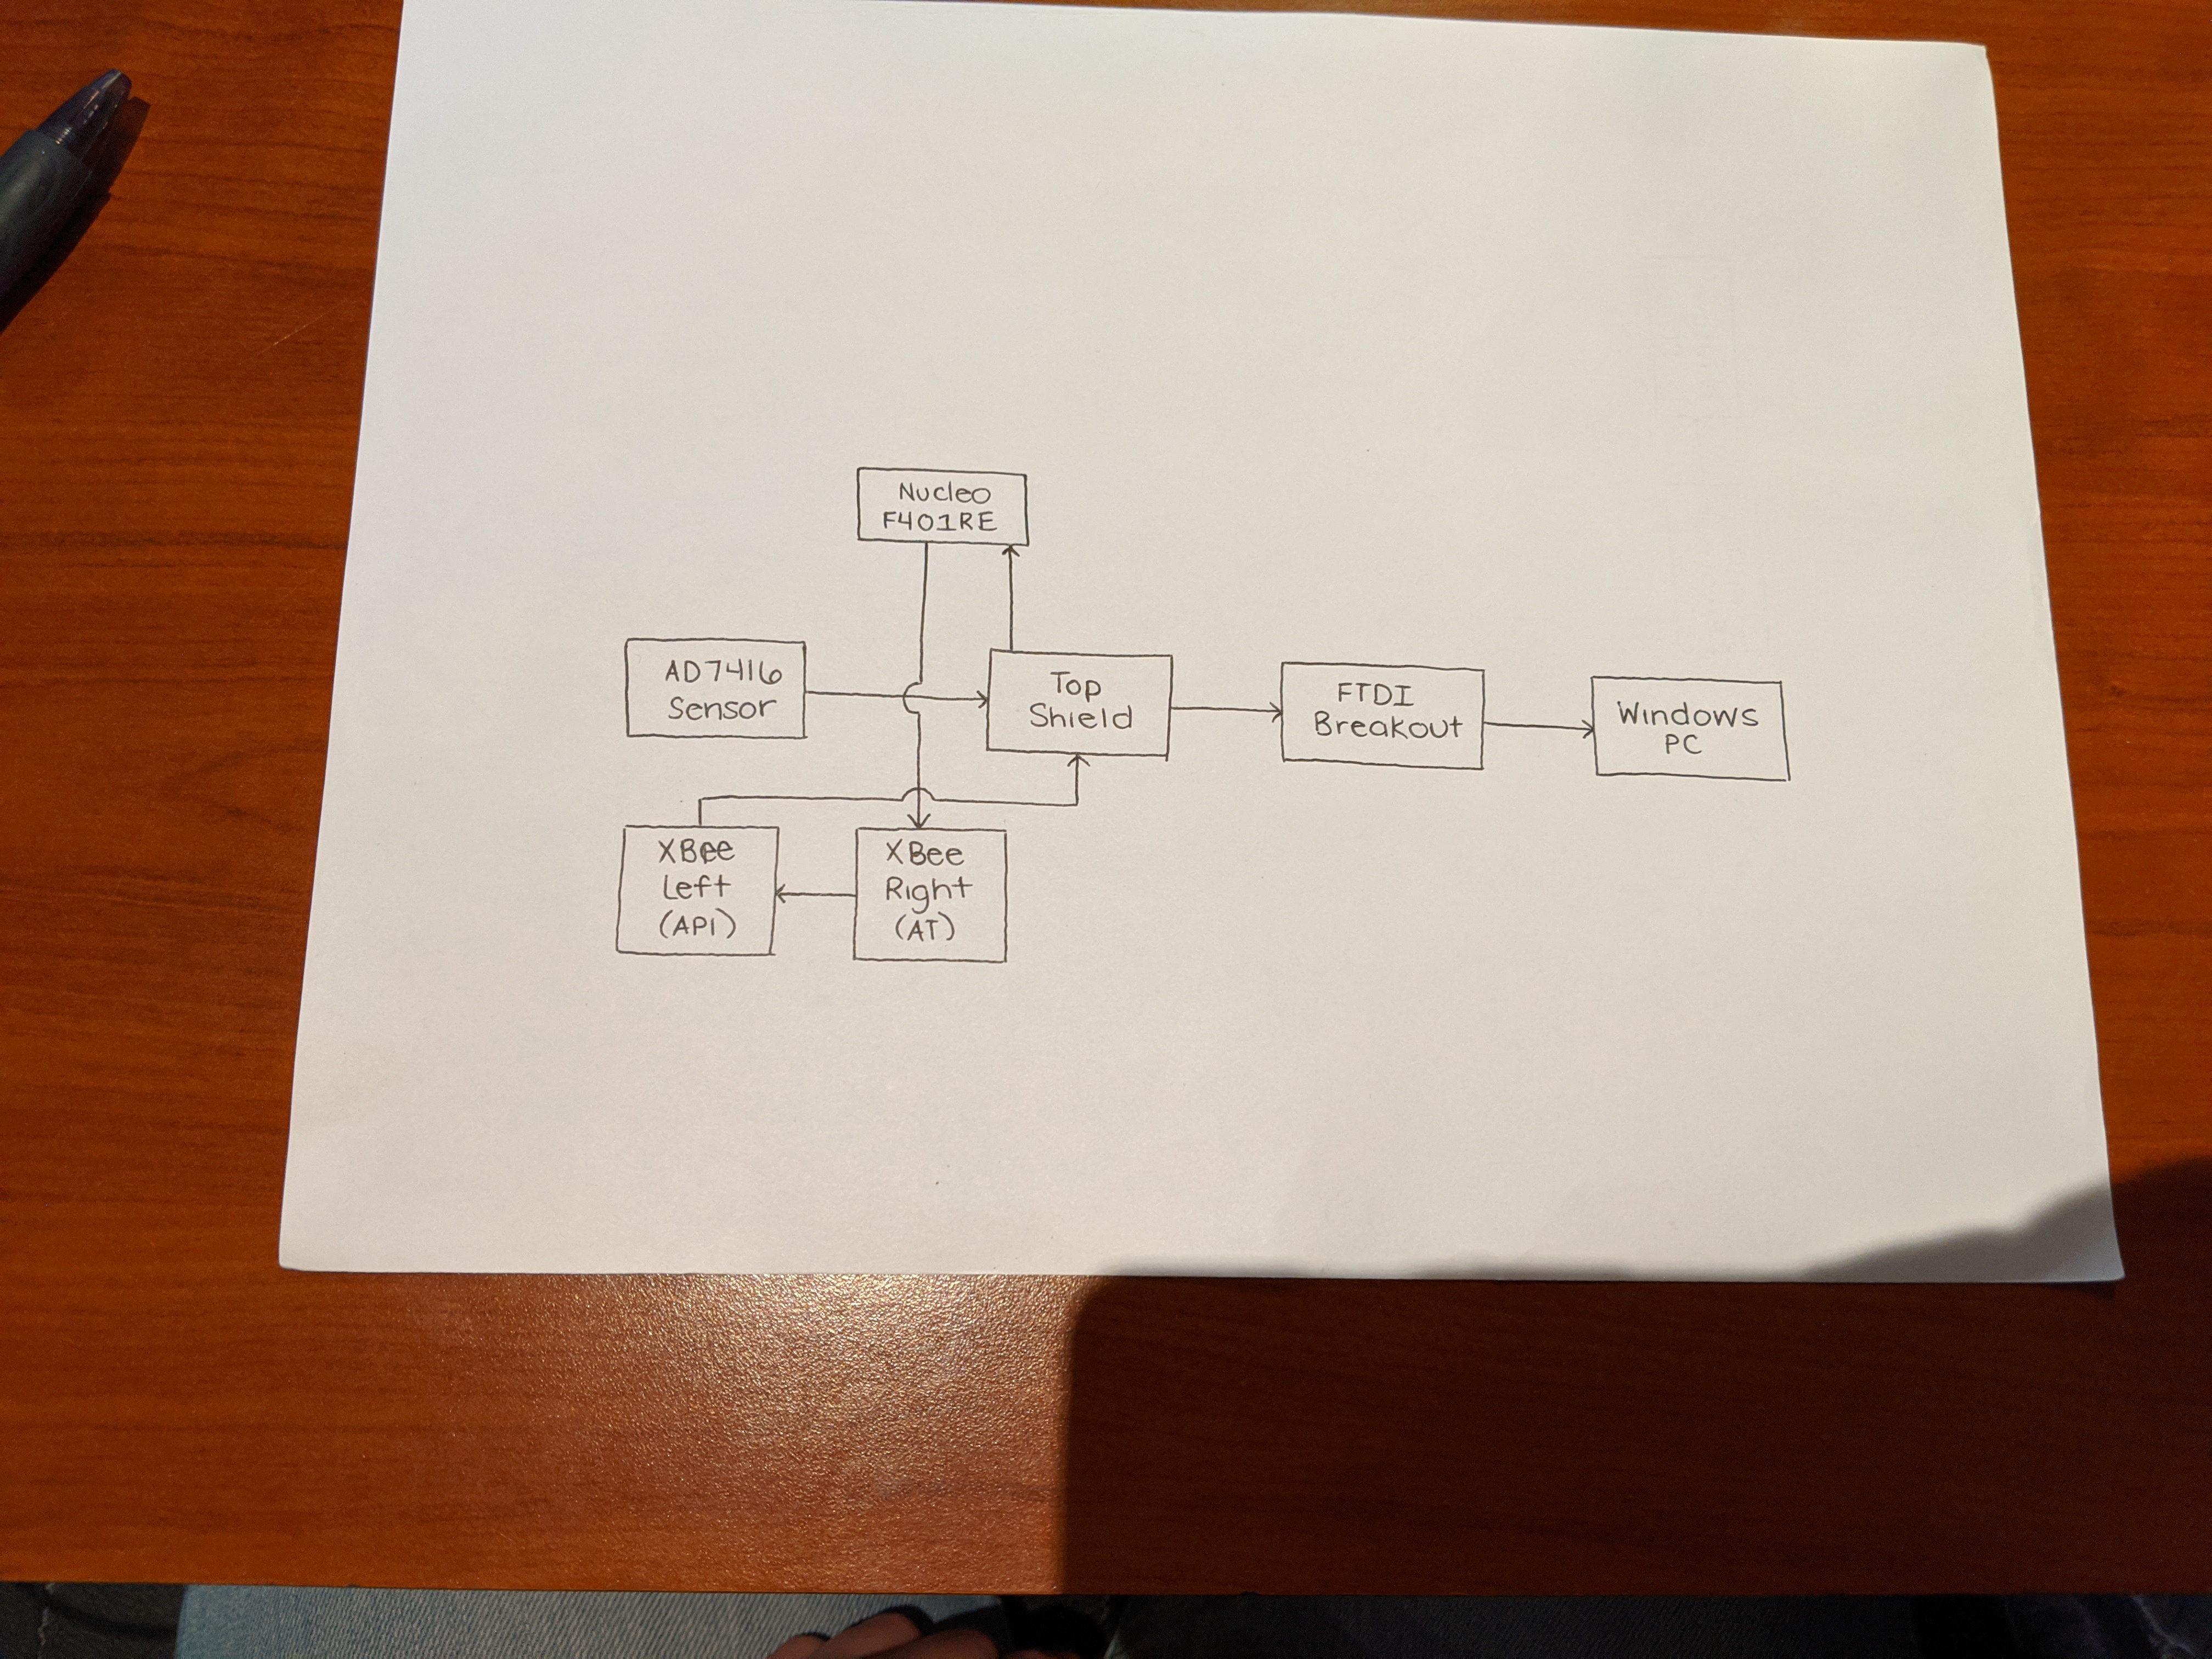 Nucleo
F401RE
AD7416
Sensor
Top
Shield
FTDI
Breakout
Windows
PC
XBee
Left
(API)
XBee
Right
(AT)